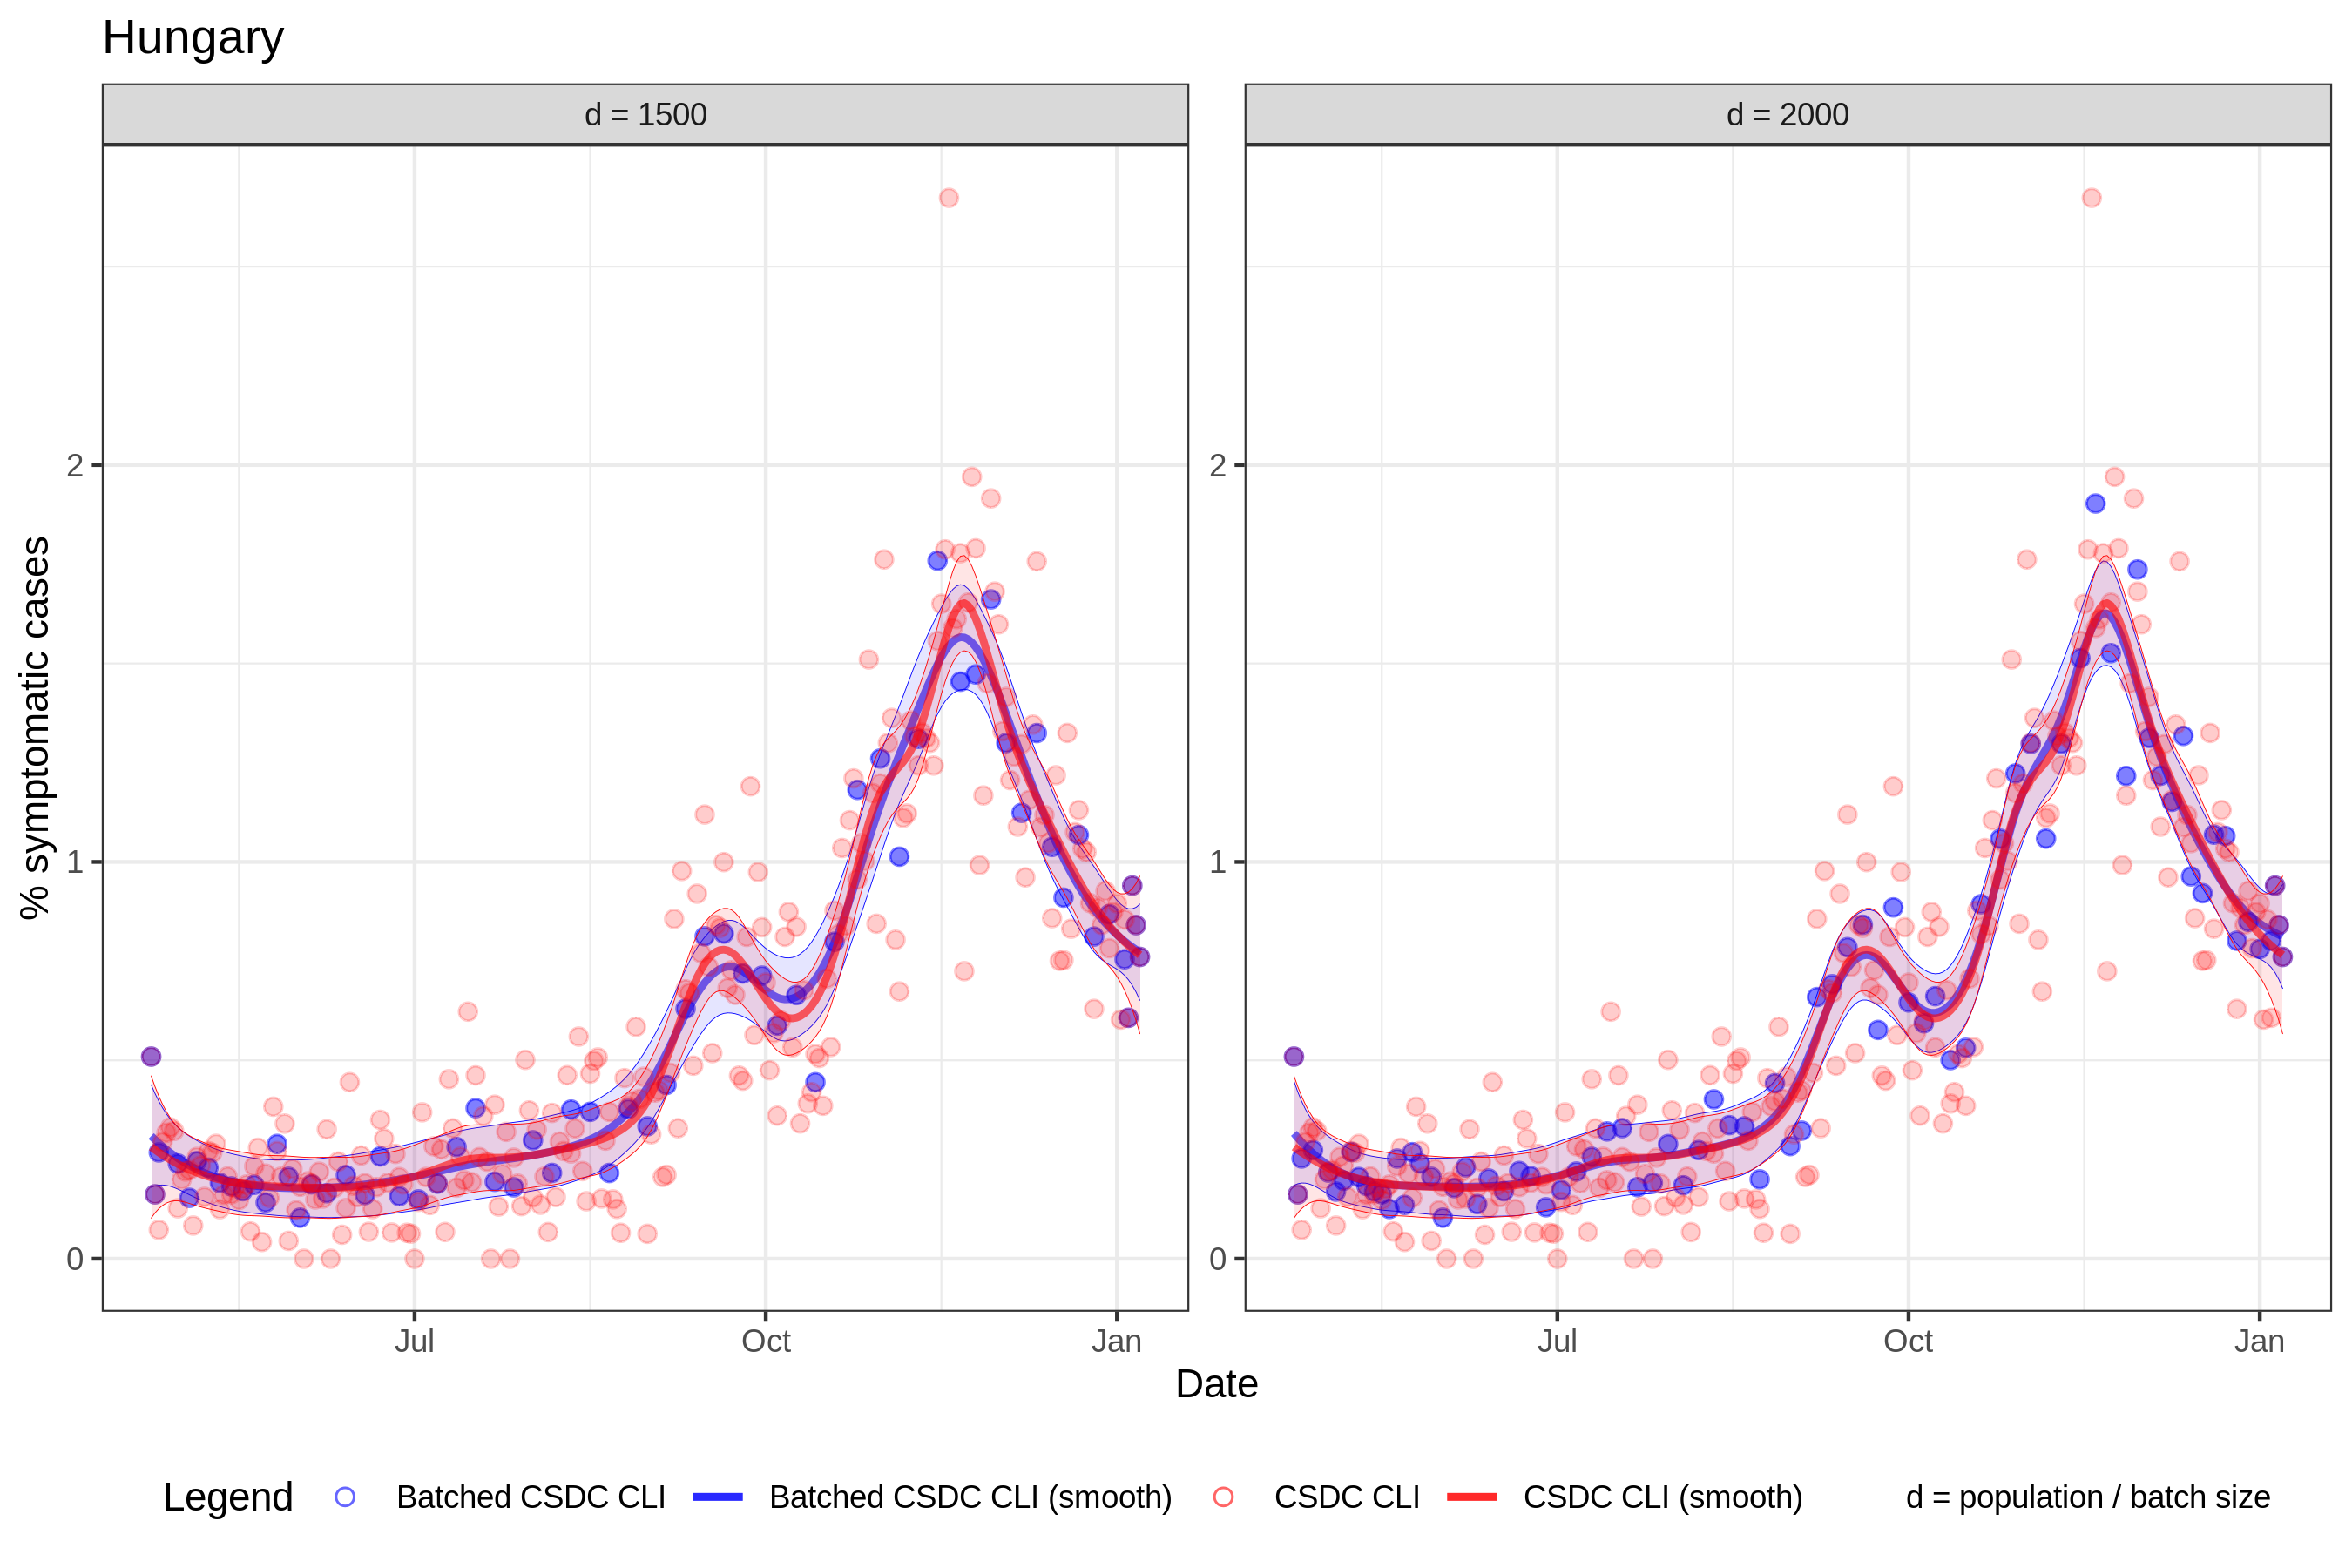 Hungary
d = 1500
d = 2000
% symptomatic cases
2
1
0
2
1
0
Jul
Oct
Jan
Jul
Oct
Jan
Date
Legend Batched CSDC CLI Batched CSDC CLI (smooth) CSDC CLI CSDC CLI (smooth) d = population / batch size